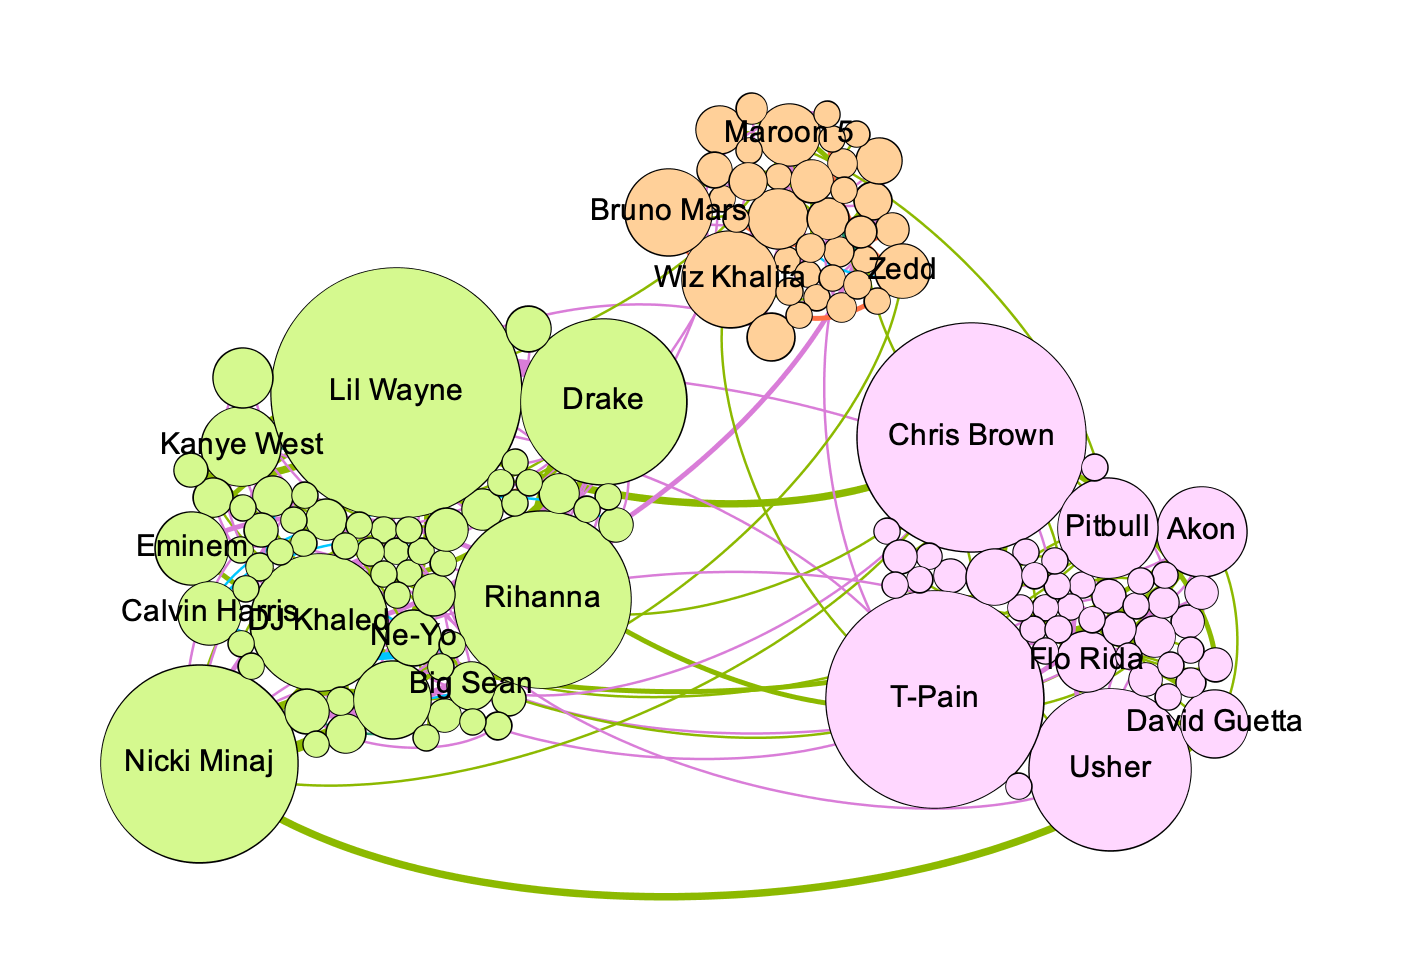 Maroon 5
Bruno Mars
Wiz Khalifa
Zedd
Lil Wayne
Drake
Kanye West
Chris Brown
Eminem
Pitbull
Akon
Calvin Harris
DJ Khaled
Ne-Yo
Rihanna
Big Sean
Flo Rida
T-Pain
David Guetta
Nicki Minaj
Usher